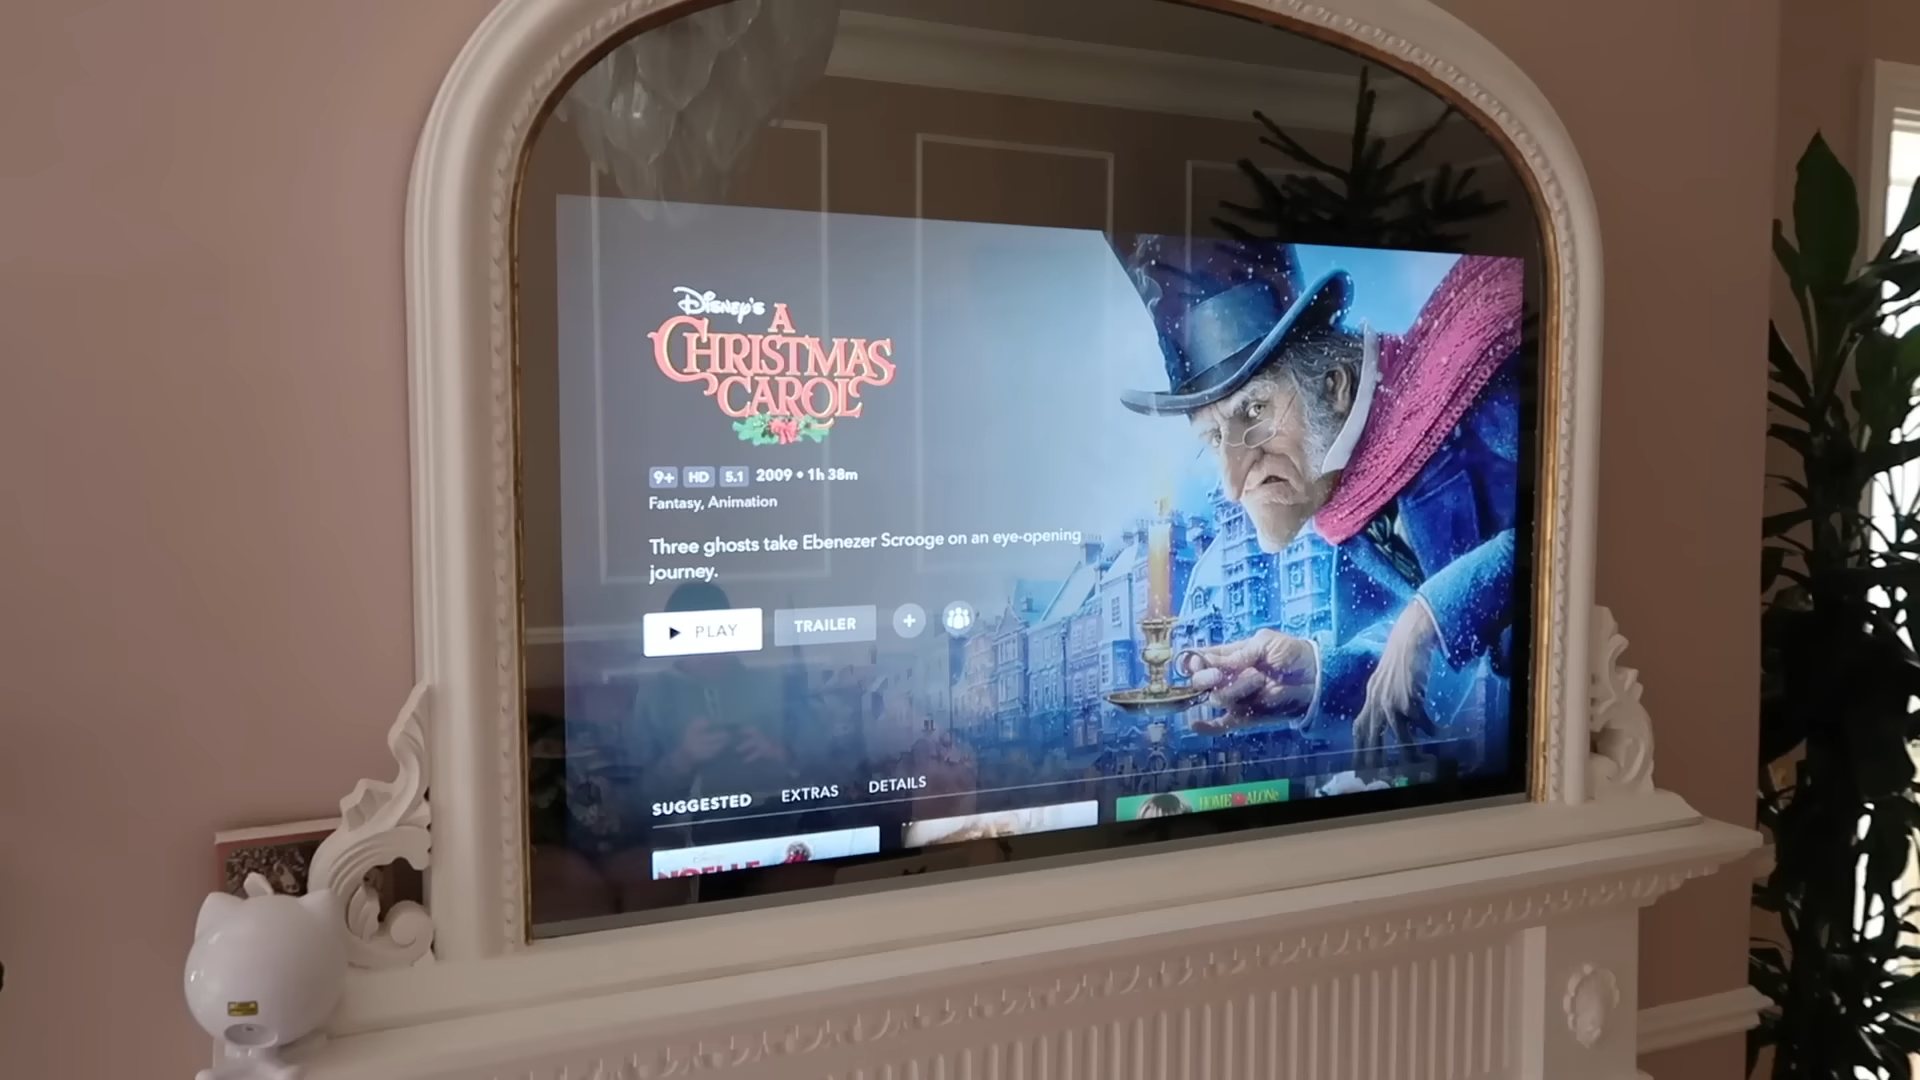 Disney's
A
CHRISTMAS
CAROL
9+ HD 5.1 2009 • 1h 38m
Fantasy, Animation
Three ghosts take Ebenezer Scrooge on an eye-opening
journey.
PLAY TRAILER +
SUGGESTED EXTRAS DETAILS
HOME ALONE
NOELLE